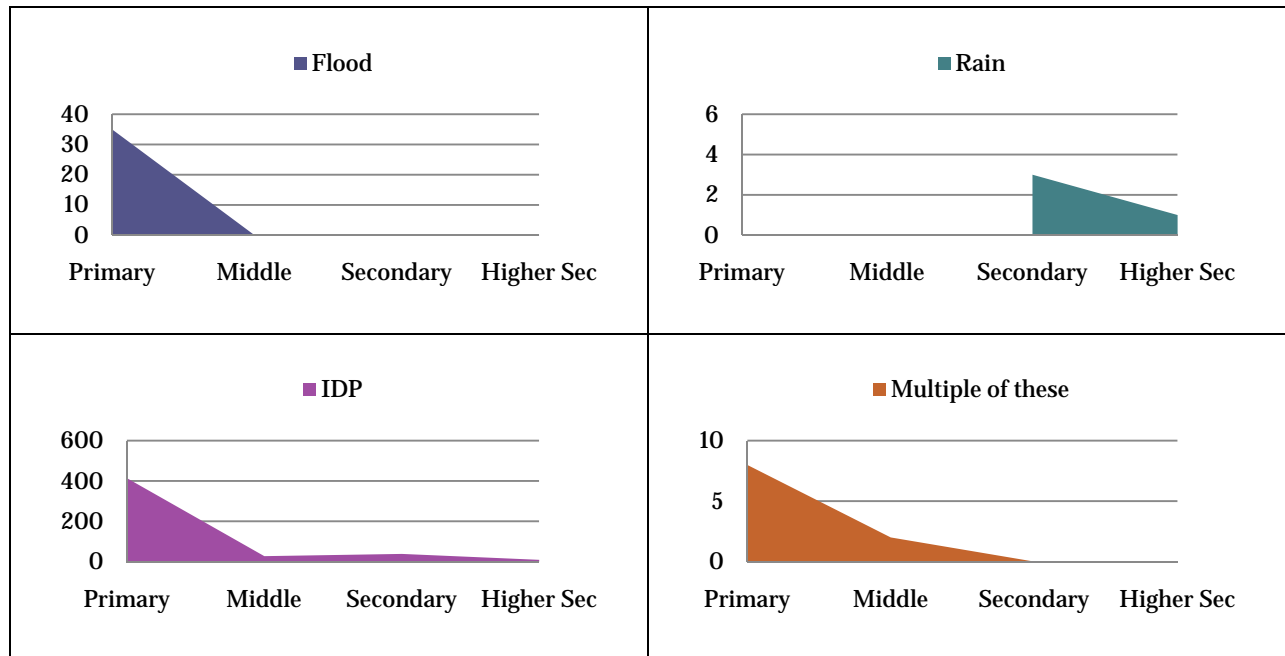 Flood
40
30
20
10
0
Primary Middle Secondary Higher Sec
Rain
6
4
2
0
Primary Middle Secondary Higher Sec
IDP
600
400
200
0
Primary Middle Secondary Higher Sec
Multiple of these
10
5
0
Primary Middle Secondary Higher Sec